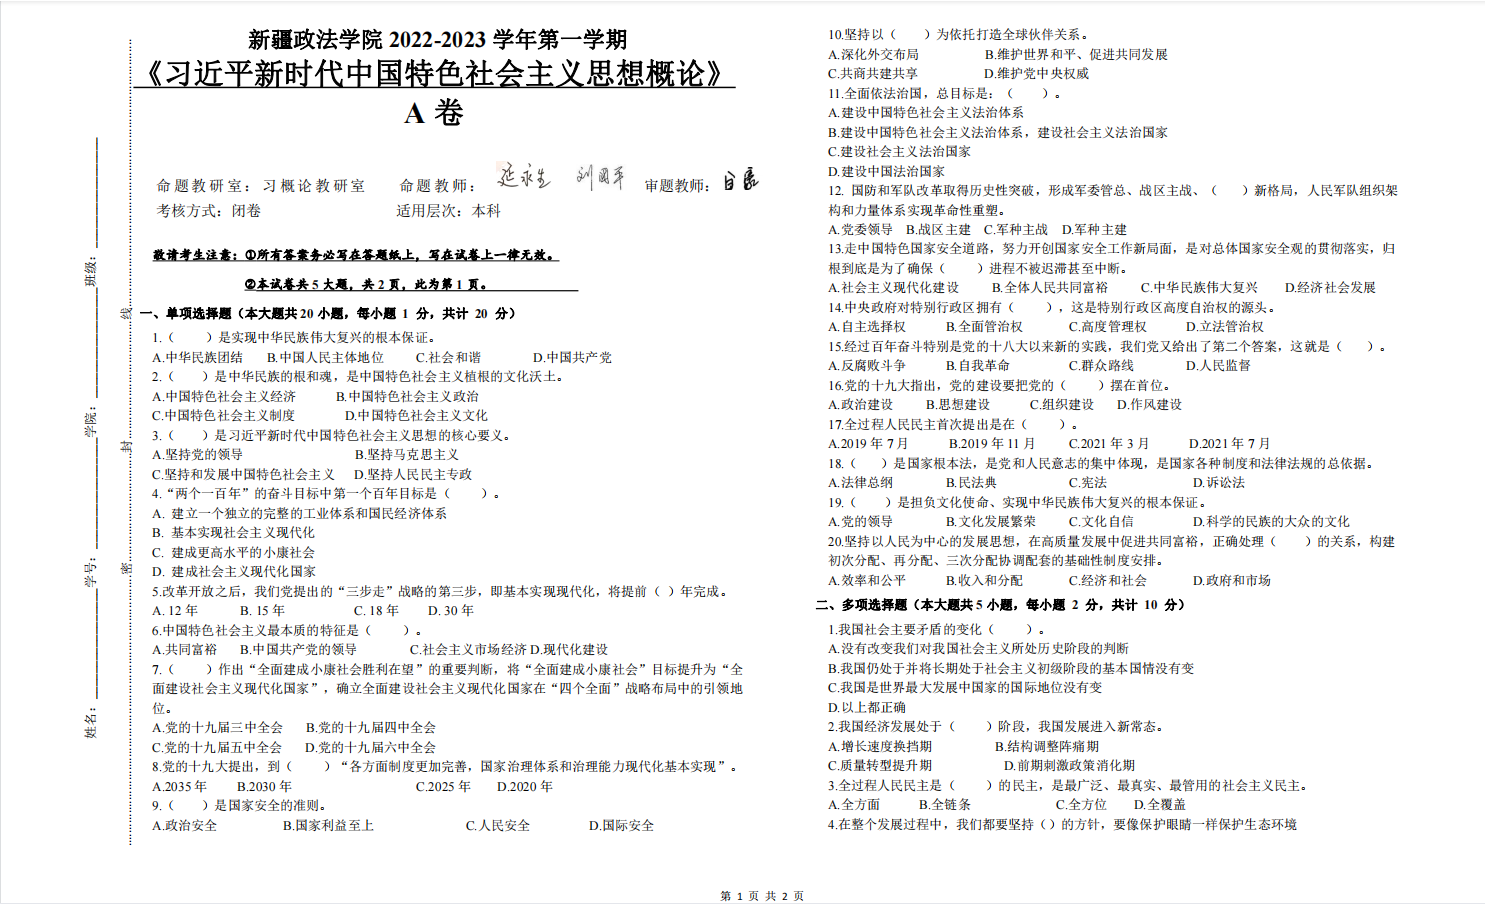 新疆政法学院 2022-2023 学年第一学期
《习近平新时代中国特色社会主义思想概论》
A 卷
命题教研室：习概论教研室 命题教师： 审题教师：
考核方式：闭卷 适用层次：本科
敬请考生注意：①所有答案务必写在答题纸上，写在试卷上一律无效。
②本试卷共 5 大题，共 2 页，此为第 1 页。
班级：
学院：
学号：
姓名：
线
封
密
一、单项选择题（本大题共 20 小题，每小题 1 分，共计 20 分）
1.（ ）是实现中华民族伟大复兴的根本保证。
A.中华民族团结 B.中国人民主体地位 C.社会和谐 D.中国共产党
2.（ ）是中华民族的根和魂，是中国特色社会主义植根的文化沃土。
A.中国特色社会主义经济 B.中国特色社会主义政治
C.中国特色社会主义制度 D.中国特色社会主义文化
3.（ ）是习近平新时代中国特色社会主义思想的核心要义。
A.坚持党的领导 B.坚持马克思主义
C.坚持和发展中国特色社会主义 D.坚持人民民主专政
4.“两个一百年”的奋斗目标中第一个百年目标是（ ）。
A. 建立一个独立的完整的工业体系和国民经济体系
B. 基本实现社会主义现代化
C. 建成更高水平的小康社会
D. 建成社会主义现代化国家
5.改革开放之后，我们党提出的“三步走”战略的第三步，即基本实现现代化，将提前（ ）年完成。
A. 12 年 B. 15 年 C. 18 年 D. 30 年
6.中国特色社会主义最本质的特征是（ ）。
A.共同富裕 B.中国共产党的领导 C.社会主义市场经济 D.现代化建设
7.（ ）作出“全面建成小康社会胜利在望”的重要判断，将“全面建成小康社会”目标提升为“全
面建设社会主义现代化国家”，确立全面建设社会主义现代化国家在“四个全面”战略布局中的引领地
位。
A.党的十九届三中全会 B.党的十九届四中全会
C.党的十九届五中全会 D.党的十九届六中全会
8.党的十九大提出，到（ ）“各方面制度更加完善，国家治理体系和治理能力现代化基本实现”。
A.2035 年 B.2030 年 C.2025 年 D.2020 年
9.（ ）是国家安全的准则。
A.政治安全 B.国家利益至上 C.人民安全 D.国际安全
10.坚持以（ ）为依托打造全球伙伴关系。
A.深化外交布局 B.维护世界和平、促进共同发展
C.共商共建共享 D.维护党中央权威
11.全面依法治国，总目标是：（ ）。
A.建设中国特色社会主义法治体系
B.建设中国特色社会主义法治体系，建设社会主义法治国家
C.建设社会主义法治国家
D.建设中国法治国家
12. 国防和军队改革取得历史性突破，形成军委管总、战区主战、（ ）新格局，人民军队组织架
构和力量体系实现革命性重塑。
A.党委领导 B.战区主建 C.军种主战 D.军种主建
13.走中国特色国家安全道路，努力开创国家安全工作新局面，是对总体国家安全观的贯彻落实，归
根到底是为了确保（ ）进程不被迟滞甚至中断。
A.社会主义现代化建设 B.全体人民共同富裕 C.中华民族伟大复兴 D.经济社会发展
14.中央政府对特别行政区拥有（ ），这是特别行政区高度自治权的源头。
A.自主选择权 B.全面管治权 C.高度管理权 D.立法管治权
15.经过百年奋斗特别是党的十八大以来新的实践，我们党又给出了第二个答案，这就是（ ）。
A.反腐败斗争 B.自我革命 C.群众路线 D.人民监督
16.党的十九大指出，党的建设要把党的（ ）摆在首位。
A.政治建设 B.思想建设 C.组织建设 D.作风建设
17.全过程人民民主首次提出是在（ ）。
A.2019 年 7 月 B.2019 年 11 月 C.2021 年 3 月 D.2021 年 7 月
18.（ ）是国家根本法，是党和人民意志的集中体现，是国家各种制度和法律法规的总依据。
A.法律总纲 B.民法典 C.宪法 D.诉讼法
19.（ ）是担负文化使命、实现中华民族伟大复兴的根本保证。
A.党的领导 B.文化发展繁荣 C.文化自信 D.科学的民族的大众的文化
20.坚持以人民为中心的发展思想，在高质量发展中促进共同富裕，正确处理（ ）的关系，构建
初次分配、再分配、三次分配协调配套的基础性制度安排。
A.效率和公平 B.收入和分配 C.经济和社会 D.政府和市场
二、多项选择题（本大题共 5 小题，每小题 2 分，共计 10 分）
1.我国社会主要矛盾的变化（ ）。
A.没有改变我们对我国社会主义所处历史阶段的判断
B.我国仍处于并将长期处于社会主义初级阶段的基本国情没有变
C.我国是世界最大发展中国家的国际地位没有变
D.以上都正确
2.我国经济发展处于（ ）阶段，我国发展进入新常态。
A.增长速度换挡期 B.结构调整阵痛期
C.质量转型提升期 D.前期刺激政策消化期
3.全过程人民民主是（ ）的民主，是最广泛、最真实、最管用的社会主义民主。
A.全方面 B.全链条 C.全方位 D.全覆盖
4.在整个发展过程中，我们都要坚持（）的方针，要像保护眼睛一样保护生态环境
第 1 页 共 2 页